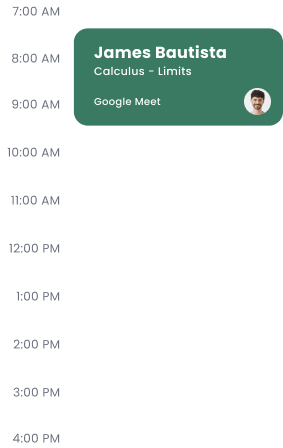 7:00 AM
James Bautista
8:00 AM
Calculus - Limits
Google Meet
9:00 AM
10:00 AM
11:00 AM
12:00 PM
1:00 PM
2:00 PM
3:00 PM
4:00 PM